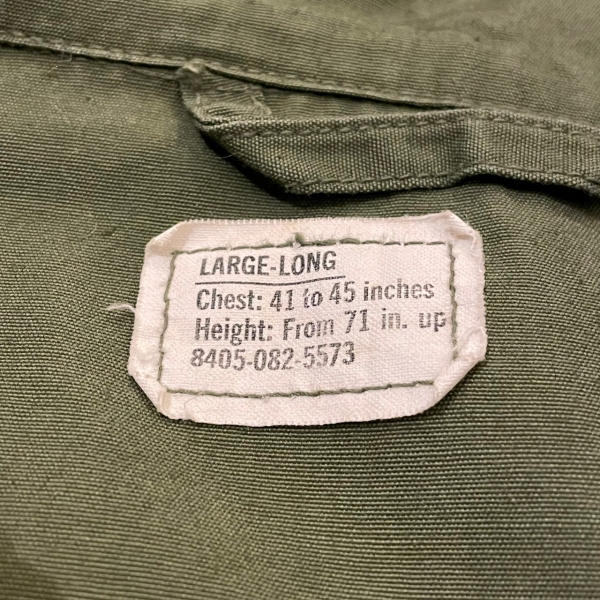 LARGE-LONG
Chest: 41 to 45 inches
Height: From 71 in. up
8405-082-5573